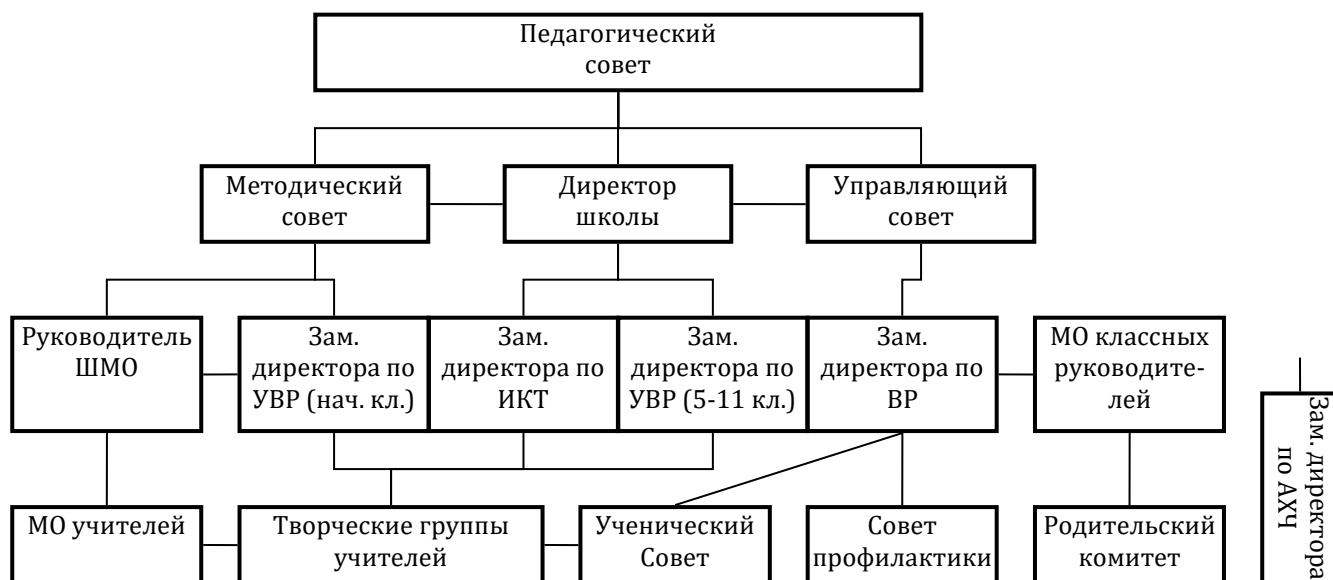 Педагогический
совет
Методический
совет
Директор
школы
Управляющий
совет
Руководитель
ШМО
Зам.
директора по
УВР (нач. кл.)
Зам.
директора по
ИКТ
Зам.
директора по
УВР (5-11 кл.)
Зам.
директора по
ВР
МО классных
руководите-
лей
Зам. директора
по АХЧ
МО учителей
Творческие группы
учителей
Ученический
Совет
Совет
профилактики
Родительский
комитет